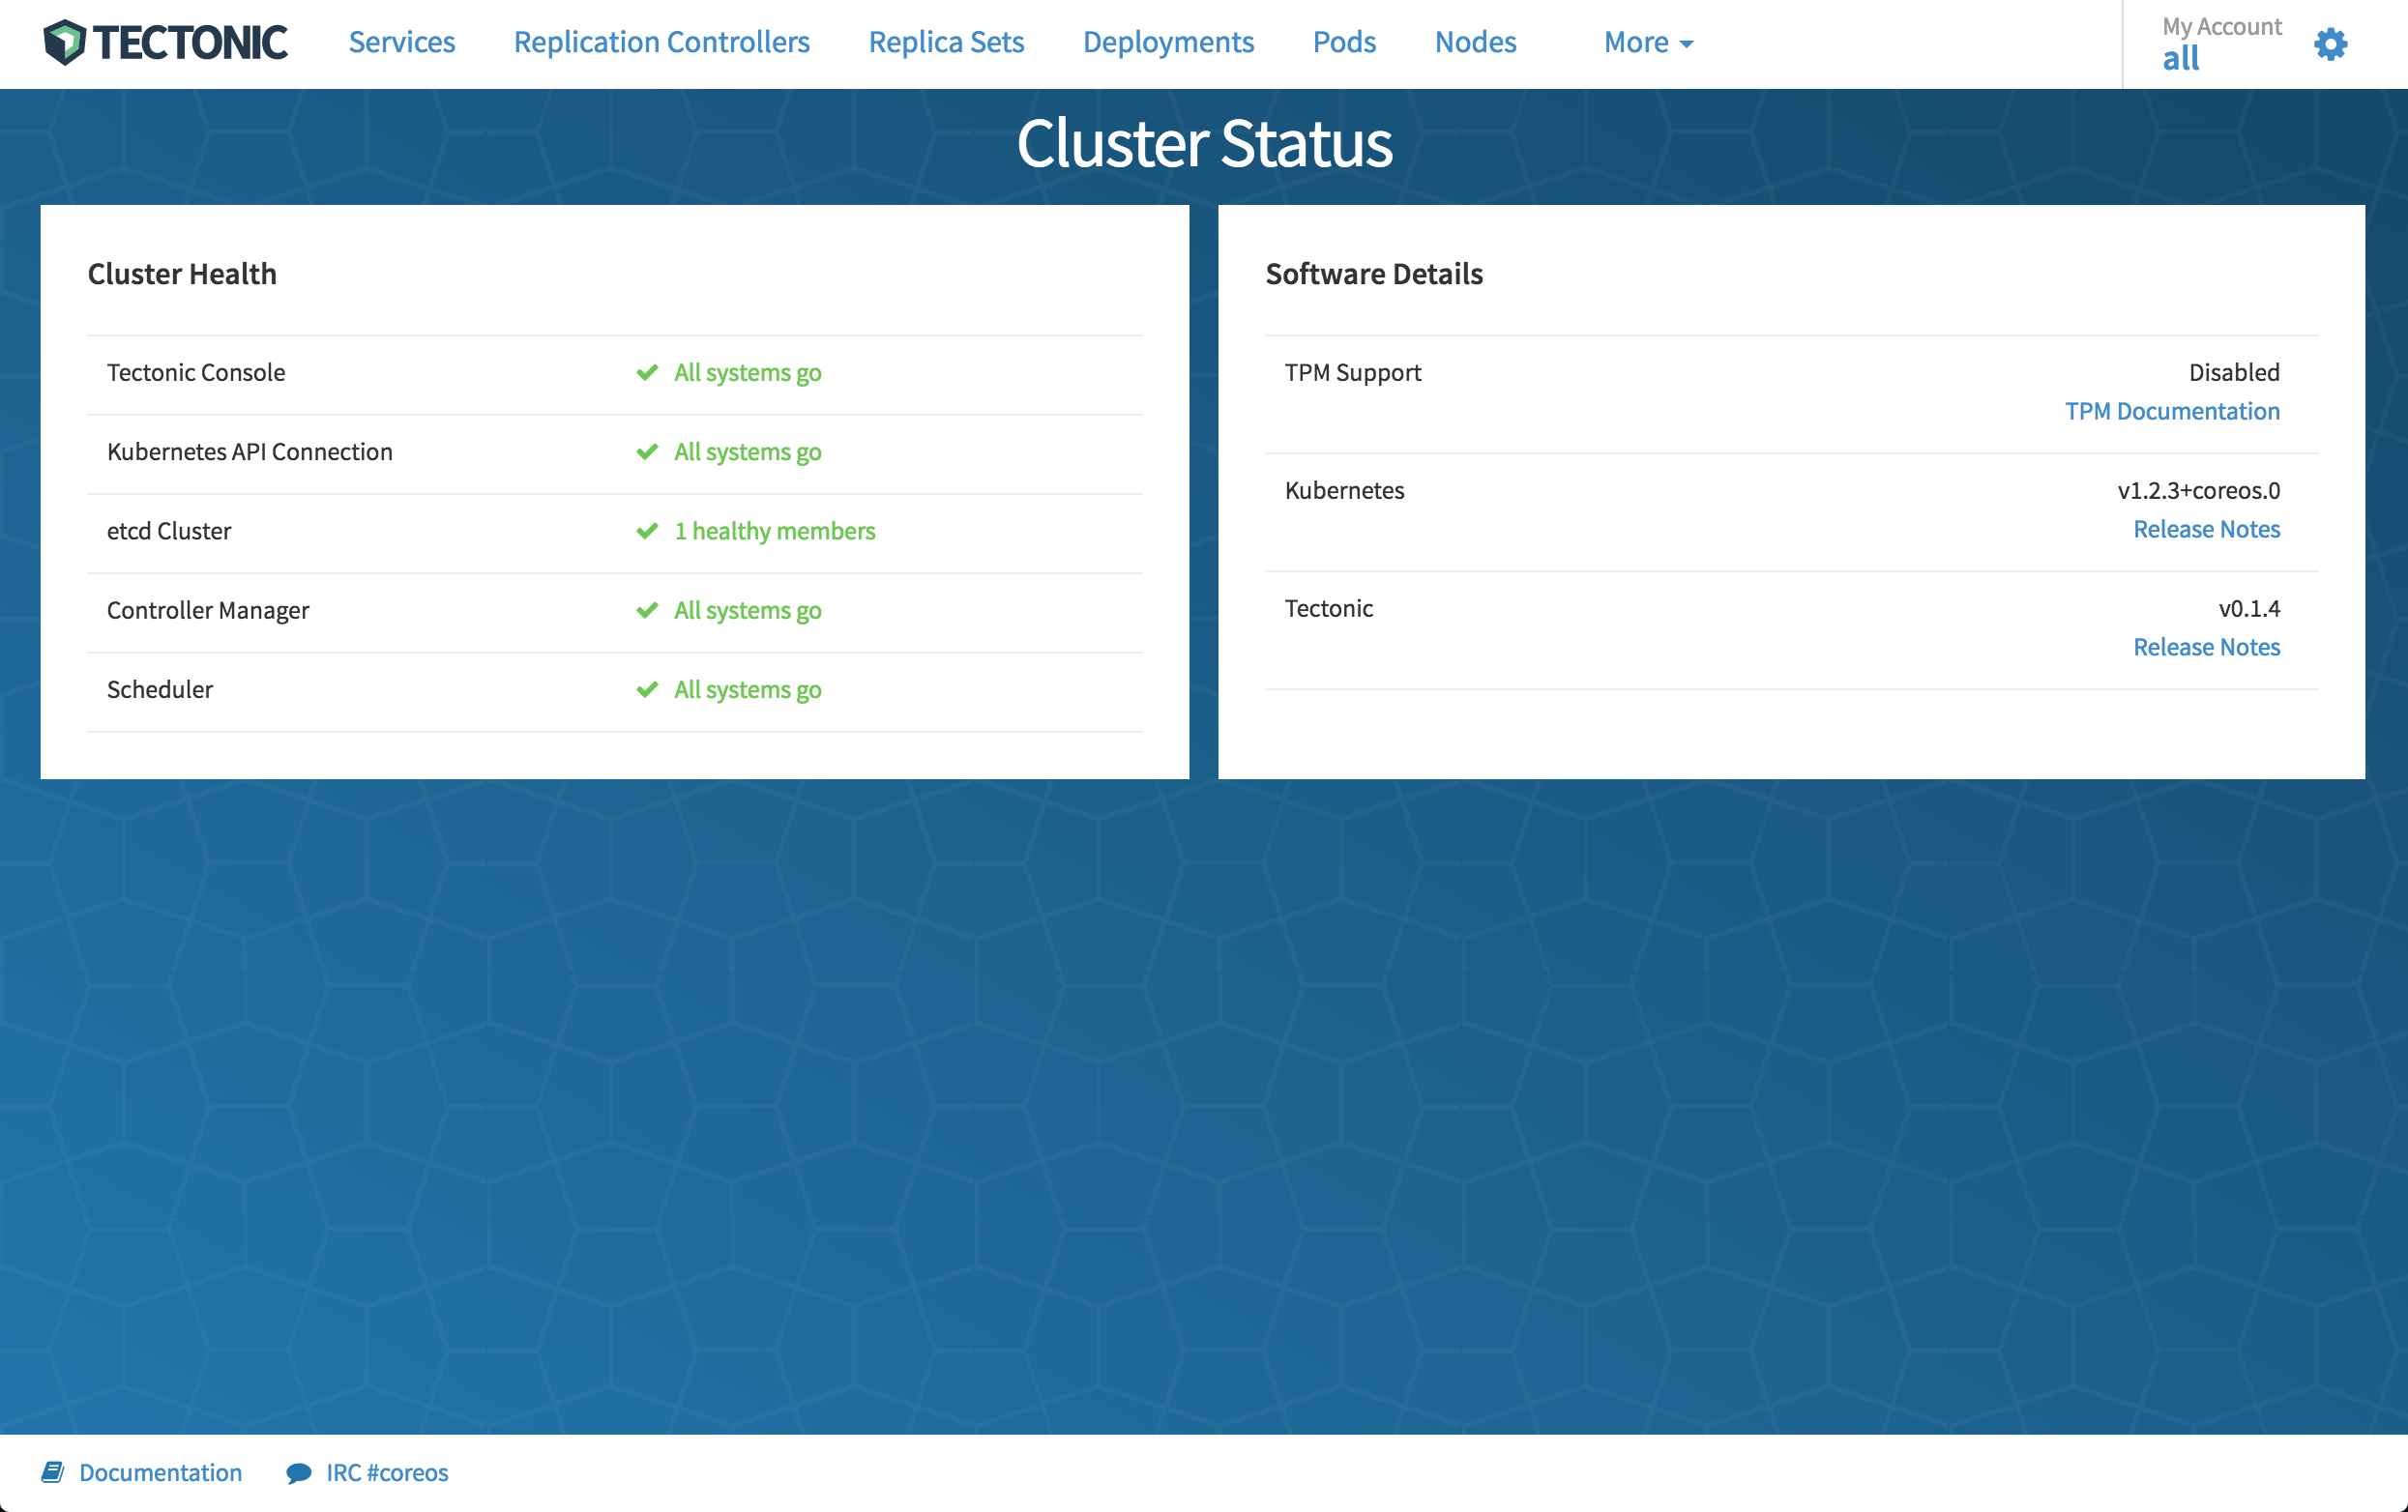 TECTONIC
Services
Replication Controllers
Replica Sets
Deployments
Pods
Nodes
More
My Account
all
Cluster Status
Cluster Health
Tectonic Console
All systems go
Kubernetes API Connection
All systems go
etcd Cluster
1 healthy members
Controller Manager
All systems go
Scheduler
All systems go
Software Details
TPM Support
Disabled
TPM Documentation
Kubernetes
v1.2.3+coreos.0
Release Notes
Tectonic
v0.1.4
Release Notes
Documentation
IRC #coreos